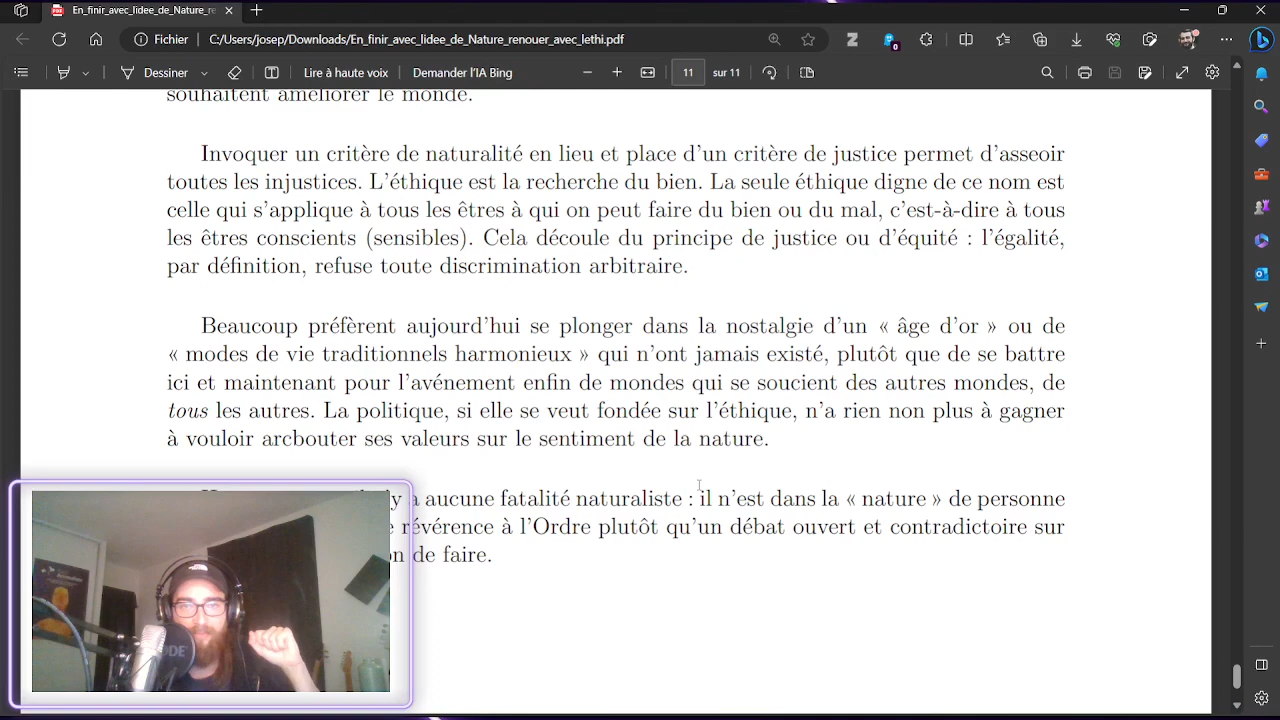 En_finir_avec_lidee_de_Nature_re
Fichier C:/Users/josep/Downloads/En_finir_avec_lidee_de_Nature_renouer_avec_lethi.pdf
0
Dessiner Lire à haute voix Demander l'IA Bing 11 sur 11
souhaitent améliorer le monde.
Invoquer un critère de naturalité en lieu et place d'un critère de justice permet d'asseoir
toutes les injustices. L'éthique est la recherche du bien. La seule éthique digne de ce nom est
celle qui s'applique à tous les êtres à qui on peut faire du bien ou du mal, c'est-à-dire à tous
les êtres conscients (sensibles). Cela découle du principe de justice ou d'équité : l'égalité,
par définition, refuse toute discrimination arbitraire.
Beaucoup préfèrent aujourd'hui se plonger dans la nostalgie d'un « âge d'or » ou de
« modes de vie traditionnels harmonieux » qui n'ont jamais existé, plutôt que de se battre
ici et maintenant pour l'avénement enfin de mondes qui se soucient des autres mondes, de
tous les autres. La politique, si elle se veut fondée sur l'éthique, n'a rien non plus à gagner
à vouloir arcbouter ses valeurs sur le sentiment de la nature.
y a aucune fatalité naturaliste : il n'est dans la « nature » de personne
révérence à l'Ordre plutôt qu'un débat ouvert et contradictoire sur
de faire.